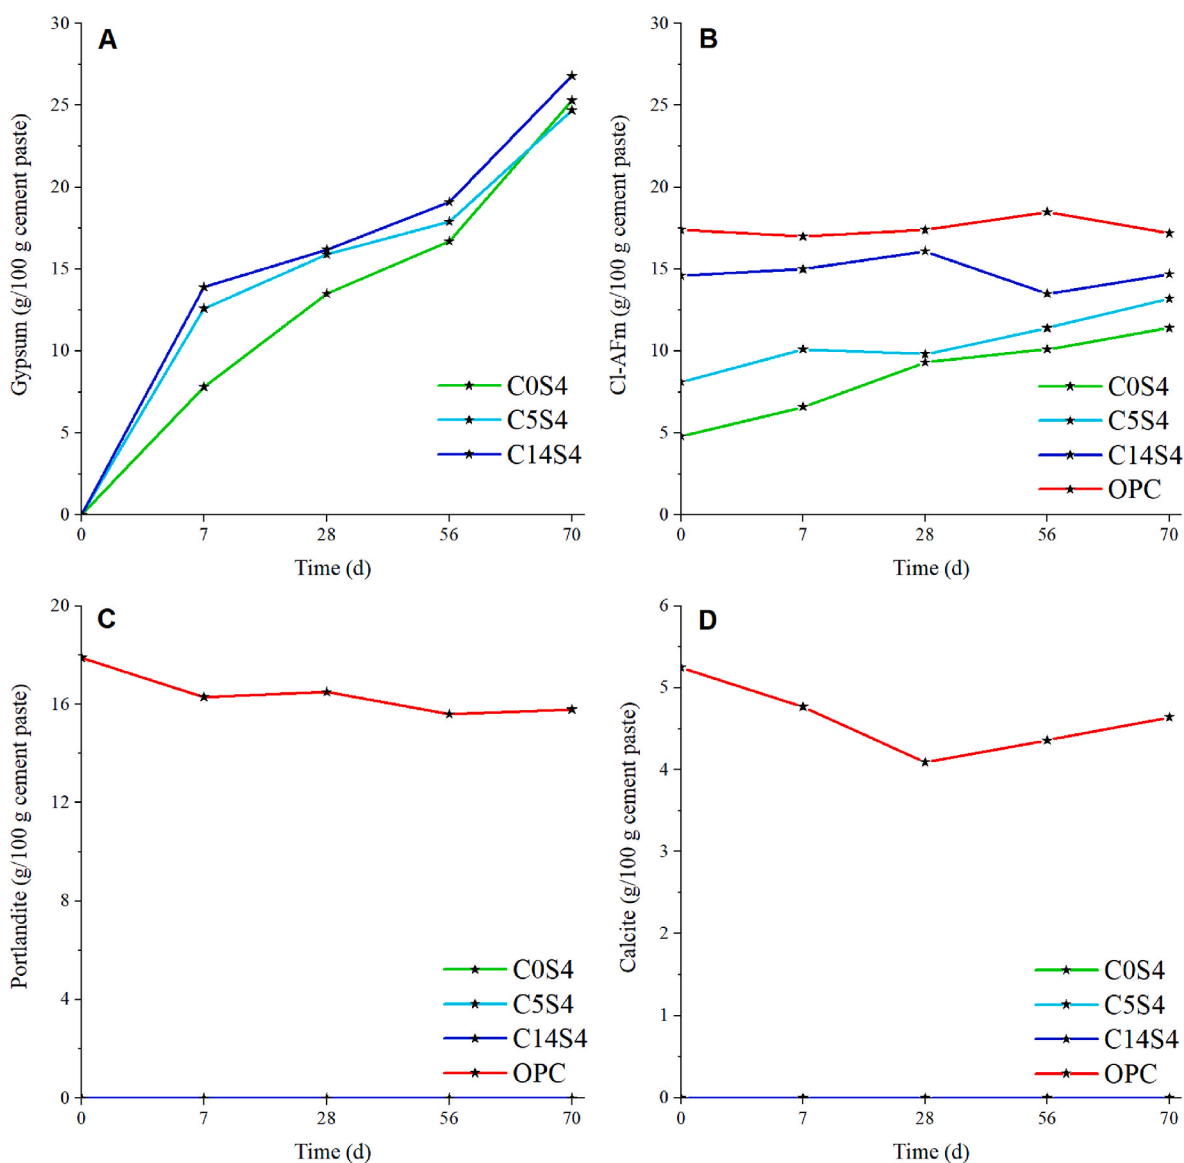 A
Gypsum (g/100 g cement paste)
30
25
20
15
10
5
0
C0S4
C5S4
C14S4
0 7 28 56 70
Time (d)
B
Cl-AFm (g/100 g cement paste)
30
25
20
15
10
5
0
C0S4
C5S4
C14S4
OPC
0 7 28 56 70
Time (d)
C
Portlandite (g/100 g cement paste)
20
16
12
8
4
0
C0S4
C5S4
C14S4
OPC
0 7 28 56 70
Time (d)
D
Calcite (g/100 g cement paste)
6
5
4
3
2
1
0
C0S4
C5S4
C14S4
OPC
0 7 28 56 70
Time (d)